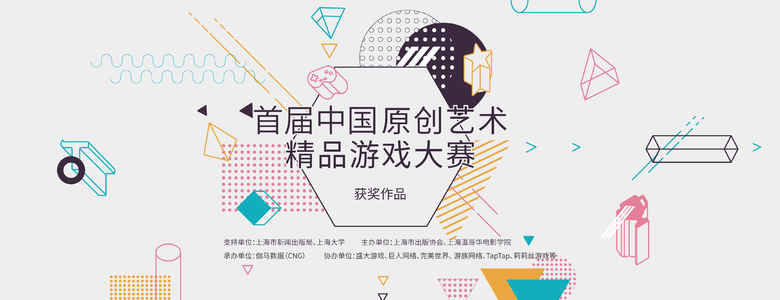 首届中国原创艺术
精品游戏大赛
获奖作品
支持单位:上海市新闻出版局、上海大学 主办单位:上海市出版协会、上海温哥华电影学院
承办单位:伽马数据(CNG) 协办单位:盛大游戏、巨人网络、完美世界、游族网络、TapTap、莉莉丝游戏等